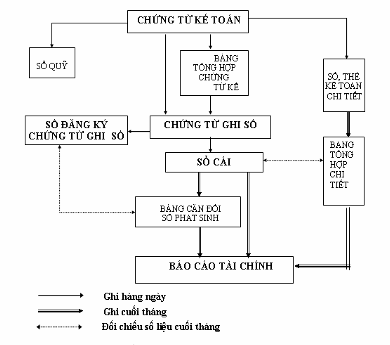 CHỨNG TỪ KẾ TOÁN
SỔ QUỸ
BẢNG
TỔNG HỢP
CHỨNG
TỪ KẾ
SỔ, THẺ
KẾ TOÁN
CHI TIẾT
SỔ ĐĂNG KÝ
CHỨNG TỪ GHI SỔ
CHỨNG TỪ GHI SỔ
SỔ CÁI
BẢNG
TỔNG
HỢP
CHI
TIẾT
BẢNG CÂN ĐỐI
SỐ PHÁT SINH
BÁO CÁO TÀI CHÍNH
Ghi hàng ngày
Ghi cuối tháng
Đối chiếu số liệu cuối tháng